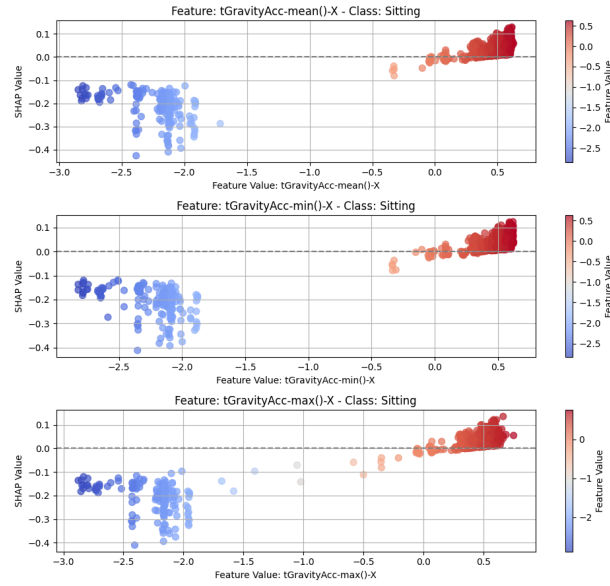 Feature: tGravityAcc-mean()-X - Class: Sitting
0.1
0.0
−0.1
−0.2
−0.3
−0.4
SHAP Value
−3.0 −2.5 −2.0 −1.5 −1.0 −0.5 0.0 0.5
Feature Value: tGravityAcc-mean()-X
0.5
0.0
−0.5
−1.0
−1.5
−2.0
−2.5
Feature Value
Feature: tGravityAcc-min()-X - Class: Sitting
0.1
0.0
−0.1
−0.2
−0.3
−0.4
SHAP Value
−2.5 −2.0 −1.5 −1.0 −0.5 0.0 0.5
Feature Value: tGravityAcc-min()-X
0.5
0.0
−0.5
−1.0
−1.5
−2.0
−2.5
Feature Value
Feature: tGravityAcc-max()-X - Class: Sitting
0.1
0.0
−0.1
−0.2
−0.3
−0.4
SHAP Value
−3.0 −2.5 −2.0 −1.5 −1.0 −0.5 0.0 0.5
Feature Value: tGravityAcc-max()-X
0
−1
−2
Feature Value